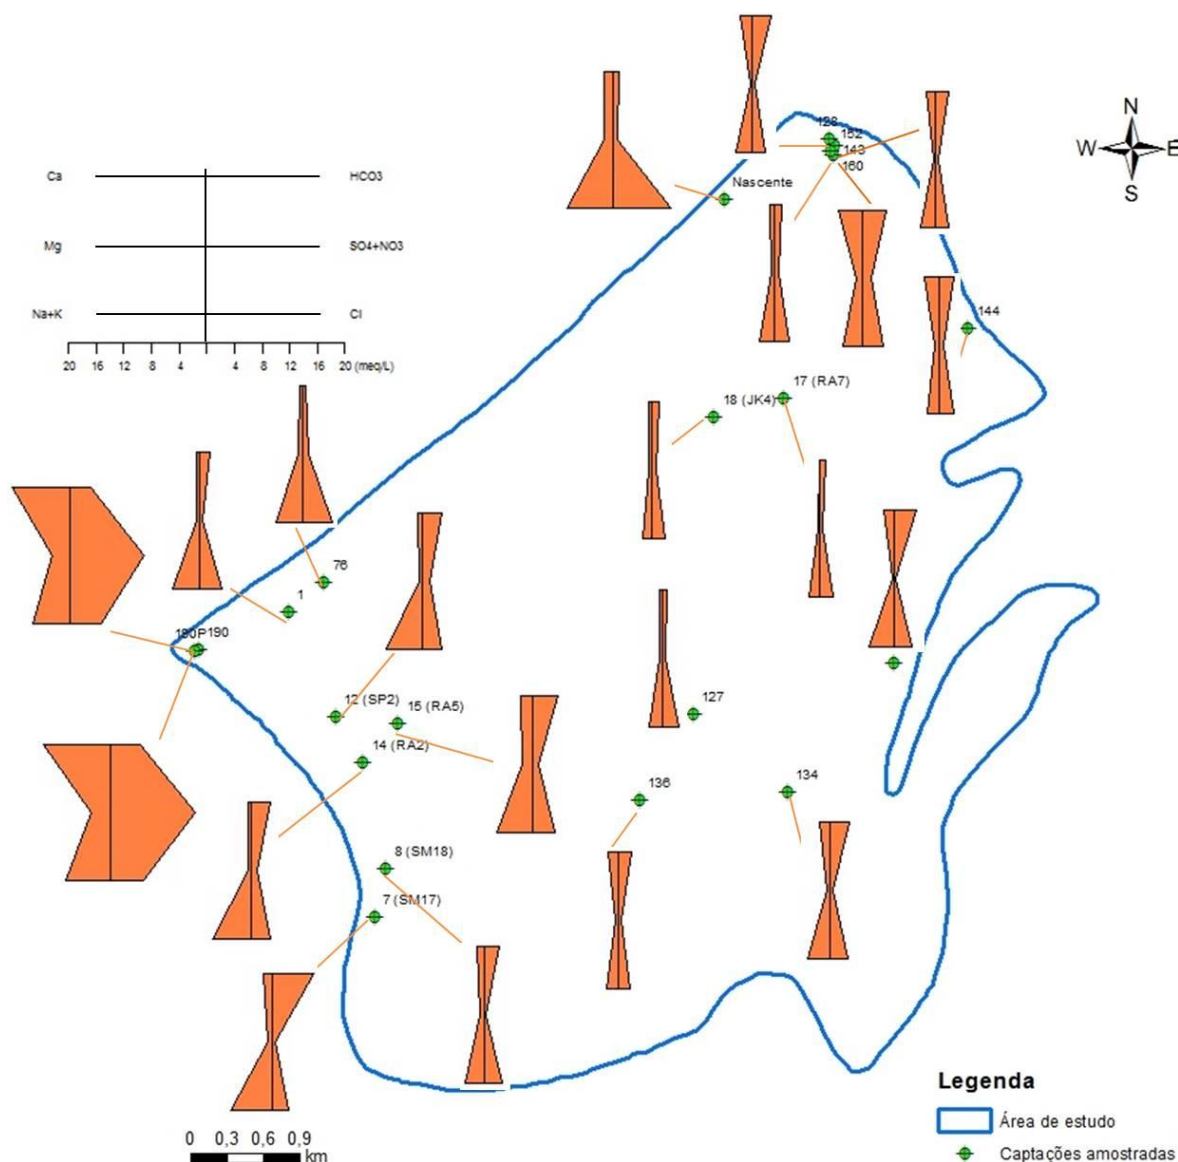 128
152
143
160
N
W E
S
Nascente
Ca HCO3
Mg SO4+NO3
Na+K Cl
20 16 12 8 4 4 8 12 16 20 (meq/L)
144
17 (RA7)
18 (JK4)
76
1
190P 190
12 (SP2)
15 (RA5)
14 (RA2)
127
136
134
8 (SM18)
7 (SM17)
Legenda
Área de estudo
Captações amostradas
0 0,3 0,6 0,9
km